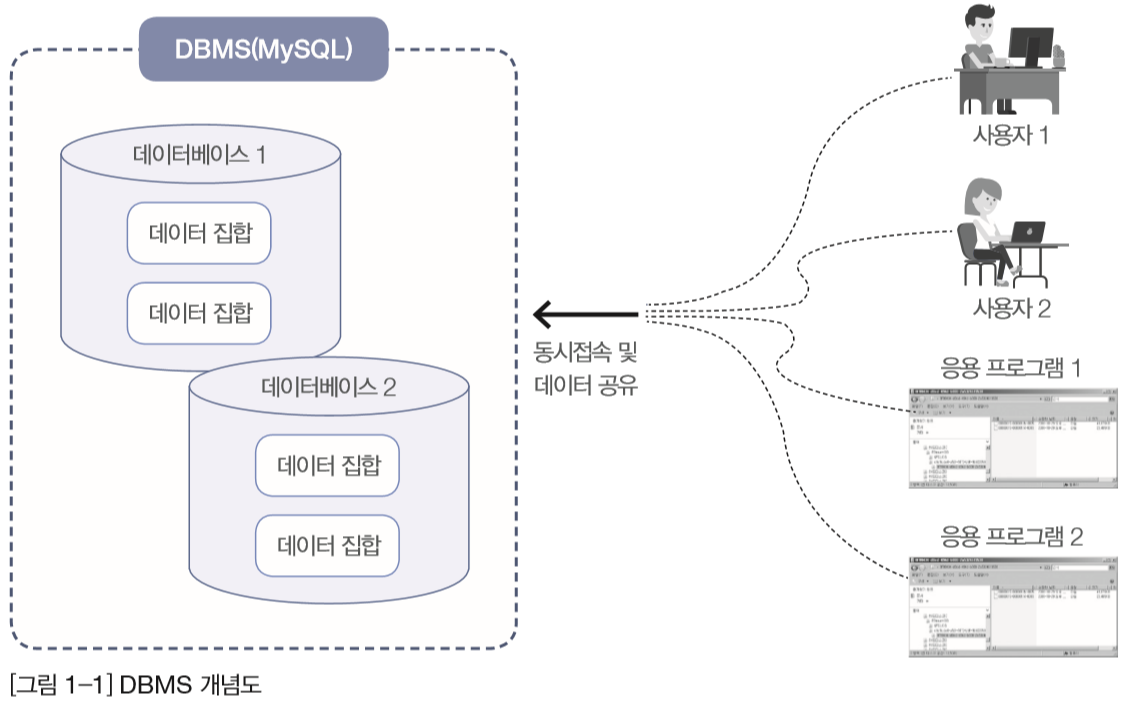 DBMS(MySQL)
데이터베이스 1
데이터 집합
데이터 집합
데이터베이스 2
데이터 집합
데이터 집합
동시접속 및
데이터 공유
사용자 1
사용자 2
응용 프로그램 1
응용 프로그램 2
[그림 1-1] DBMS 개념도